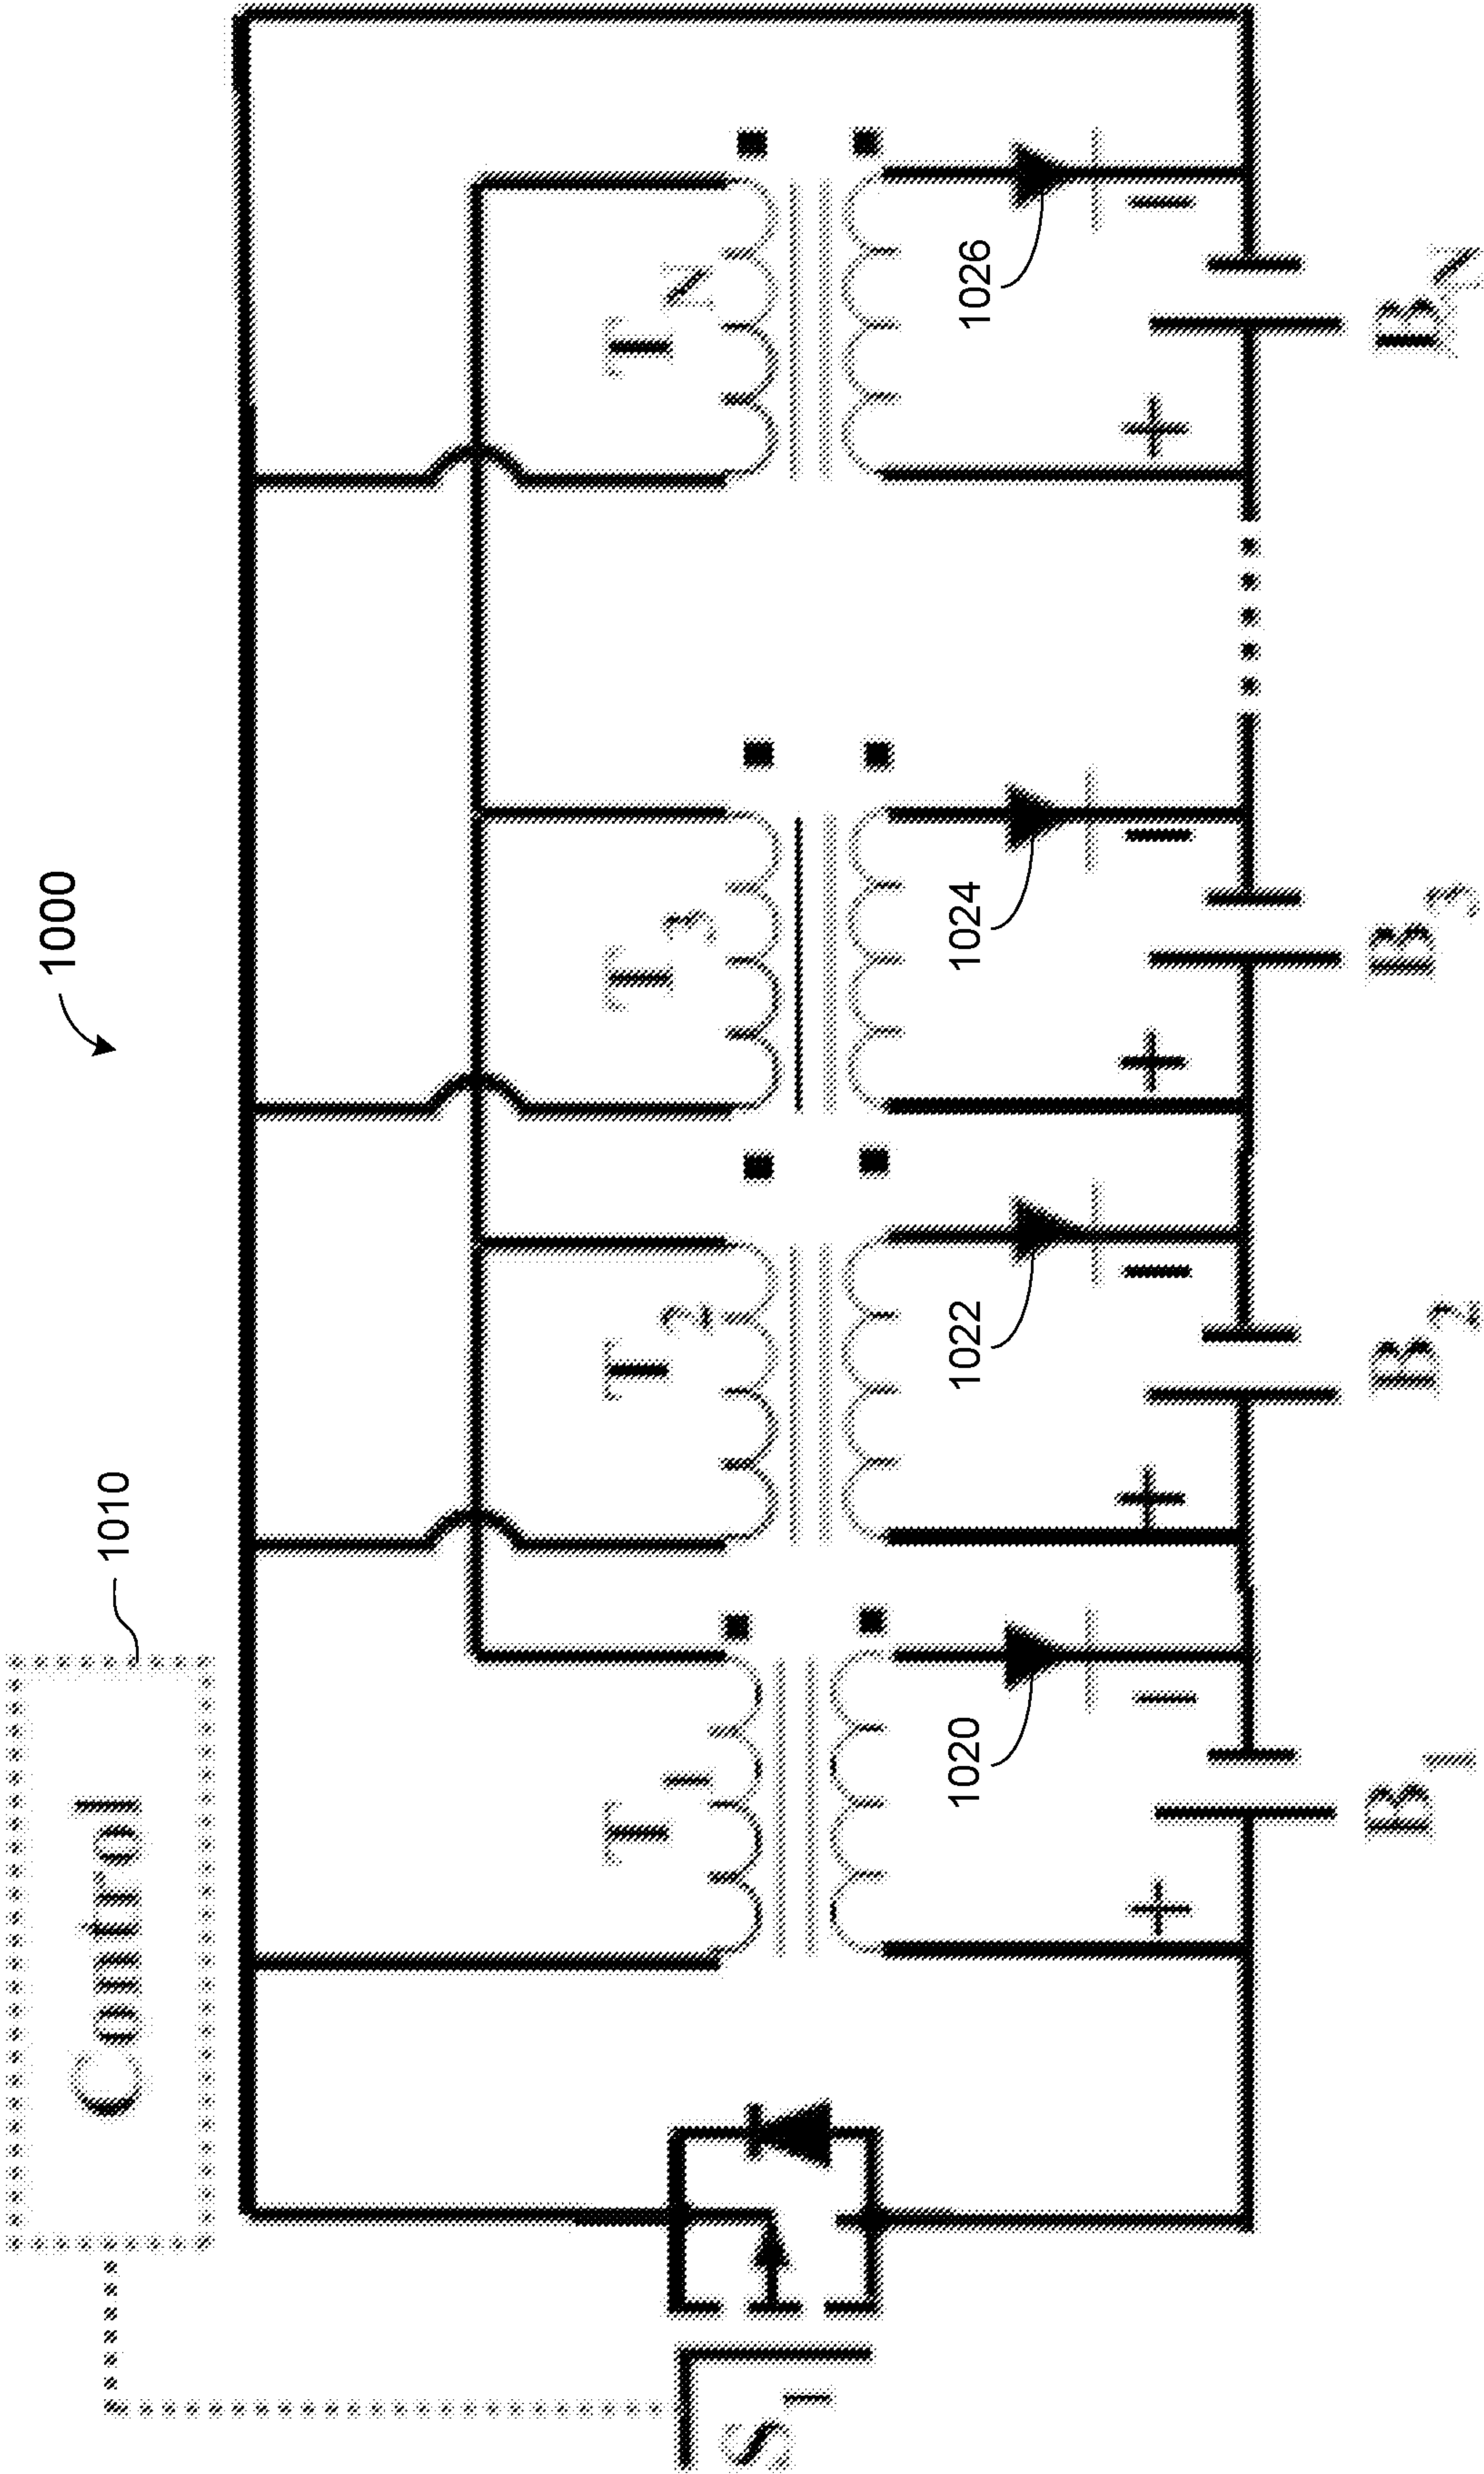 1000
Control
1010
S1
T1
T2
T3
TN
1020
1022
1024
1026
+
−
+
−
+
−
+
−
B1
B2
B3
BN